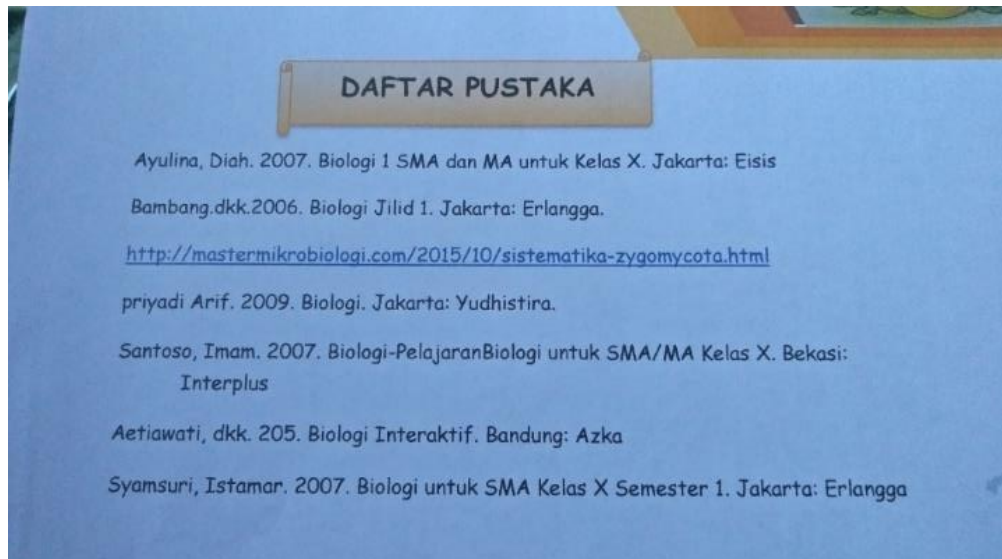 DAFTAR PUSTAKA
Ayulina, Diah. 2007. Biologi 1 SMA dan MA untuk Kelas X. Jakarta: Eisis
Bambang.dkk.2006. Biologi Jilid 1. Jakarta: Erlangga.
http://mastermikrobiologi.com/2015/10/sistematika-zygomycota.html
priyadi Arif. 2009. Biologi. Jakarta: Yudhistira.
Santoso, Imam. 2007. Biologi-PelajaranBiologi untuk SMA/MA Kelas X. Bekasi:
Interplus
Aetiawati, dkk. 205. Biologi Interaktif. Bandung: Azka
Syamsuri, Istamar. 2007. Biologi untuk SMA Kelas X Semester 1. Jakarta: Erlangga